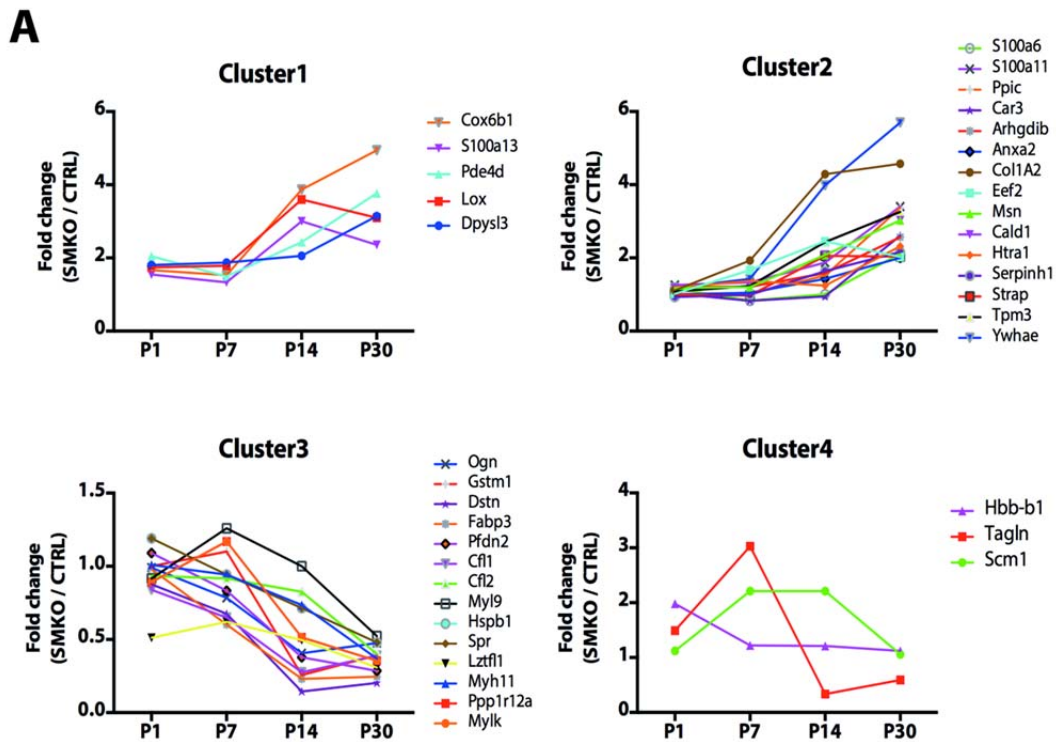 A
Cluster1
Fold change
(SMKO / CTRL)
6
4
2
0
P1 P7 P14 P30
Cox6b1
S100a13
Pde4d
Lox
Dpysl3
Cluster2
Fold change
(SMKO / CTRL)
6
4
2
0
P1 P7 P14 P30
S100a6
S100a11
Ppic
Car3
Arhgdib
Anxa2
Col1A2
Eef2
Msn
Cald1
Htra1
Serpinh1
Strap
Tpm3
Ywhae
Cluster3
Fold change
(SMKO / CTRL)
1.5
1.0
0.5
0.0
P1 P7 P14 P30
Ogn
Gstm1
Dstn
Fabp3
Pfdn2
Cfl1
Cfl2
Myl9
Hspb1
Spr
Lztfl1
Myh11
Ppp1r12a
Mylk
Cluster4
Fold change
(SMKO / CTRL)
4
3
2
1
0
P1 P7 P14 P30
Hbb-b1
Tagln
Scm1